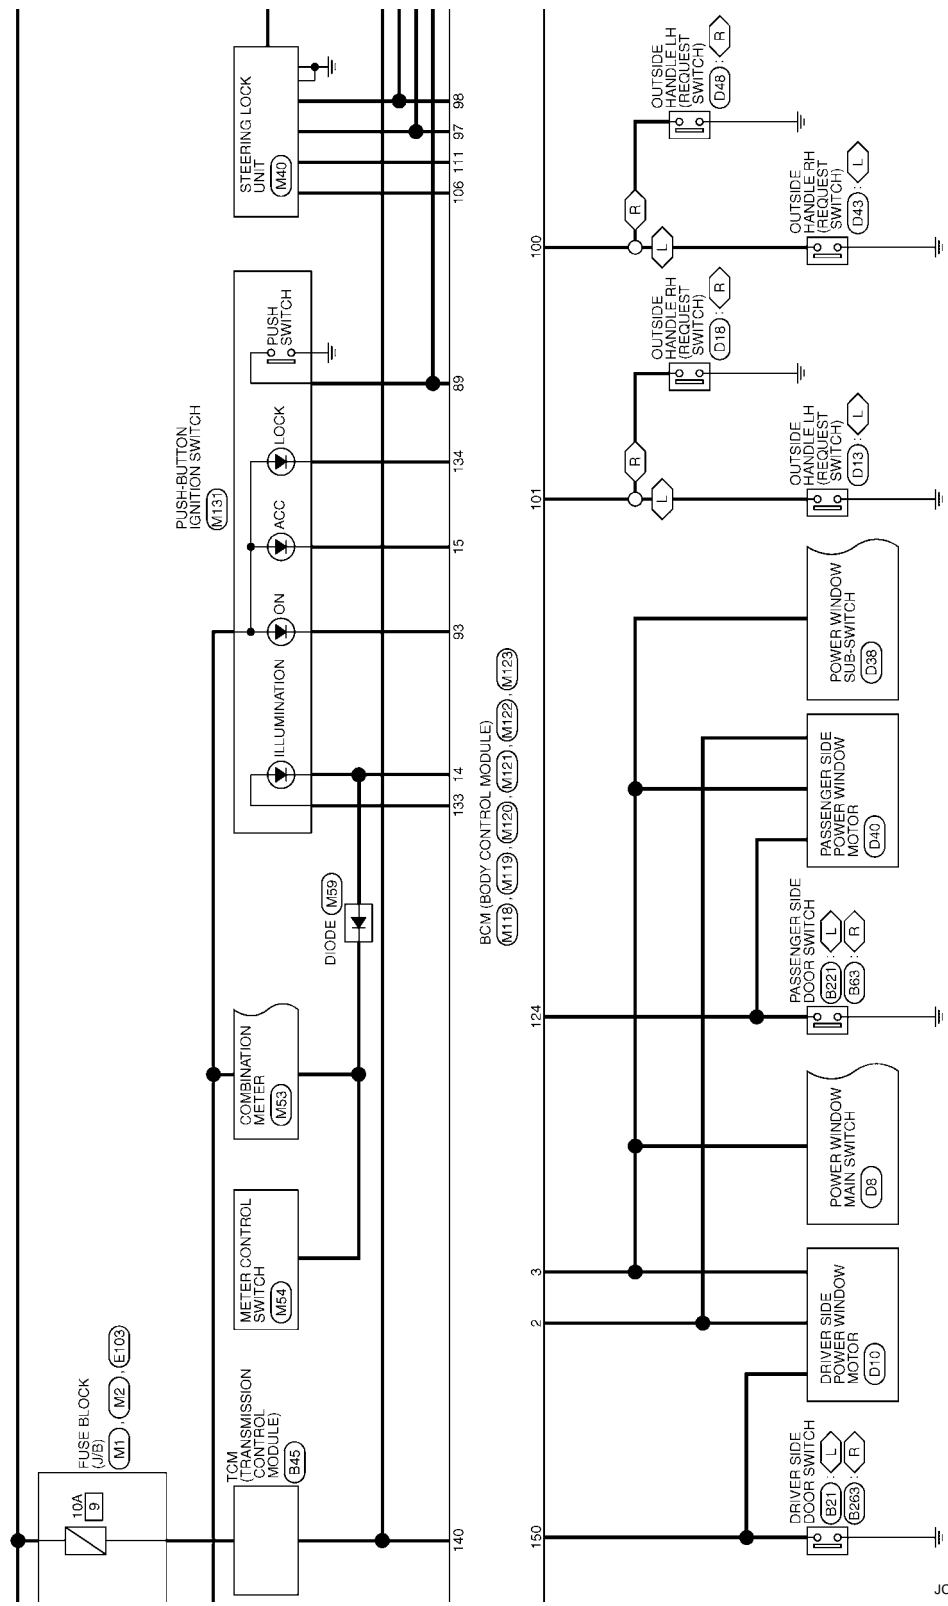 FUSE BLOCK
(J/B)
M1 , M2 , E103
10A
9
TCM
(TRANSMISSION
CONTROL
MODULE)
B45
METER CONTROL
SWITCH
M54
COMBINATION
METER
M53
DIODE M59
PUSH-BUTTON
IGNITION SWITCH
M131
ILLUMINATION
ON
ACC
LOCK
PUSH
SWITCH
STEERING LOCK
UNIT
M40
140
133
14
93
15
134
89
106
111
97
98
BCM (BODY CONTROL MODULE)
M118 , M119 , M120 , M121 , M122 , M123
150
2
3
124
101
100
DRIVER SIDE
DOOR SWITCH
B21 : L
B263 : R
DRIVER SIDE
POWER WINDOW
MOTOR
D10
POWER WINDOW
MAIN SWITCH
D8
PASSENGER SIDE
DOOR SWITCH
B221 : L
B63 : R
PASSENGER SIDE
POWER WINDOW
MOTOR
D40
POWER WINDOW
SUB-SWITCH
D38
L
R
OUTSIDE
HANDLE LH
(REQUEST
SWITCH)
D13 : L
OUTSIDE
HANDLE RH
(REQUEST
SWITCH)
D18 : R
L
R
OUTSIDE
HANDLE RH
(REQUEST
SWITCH)
D43 : L
OUTSIDE
HANDLE LH
(REQUEST
SWITCH)
D48 : R